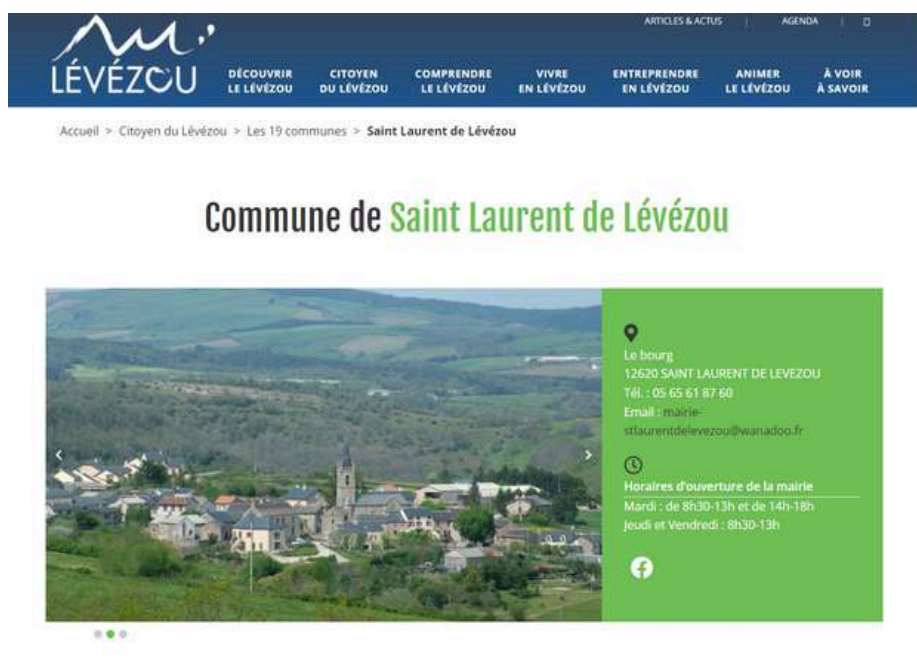 ARTICLES & ACTUS | AGENDA |
LÉVÉZOU
DÉCOUVRIR LE LÉVÉZOU
CITOYEN DU LÉVÉZOU
COMPRENDRE LE LÉVÉZOU
VIVRE EN LÉVÉZOU
ENTREPRENDRE EN LÉVÉZOU
ANIMER LE LÉVÉZOU
À VOIR À SAVOIR
Accueil > Citoyen du Lévézou > Les 19 communes > Saint Laurent de Lévézou
Commune de Saint Laurent de Lévézou
Le bourg
12620 SAINT LAURENT DE LEVEZOU
Tél. : 05 65 61 87 60
Email : mairie-
stlaurentdelevezou@wanadoo.fr
Horaires d'ouverture de la mairie
Mardi : de 8h30-13h et de 14h-18h
Jeudi et Vendredi : 8h30-13h